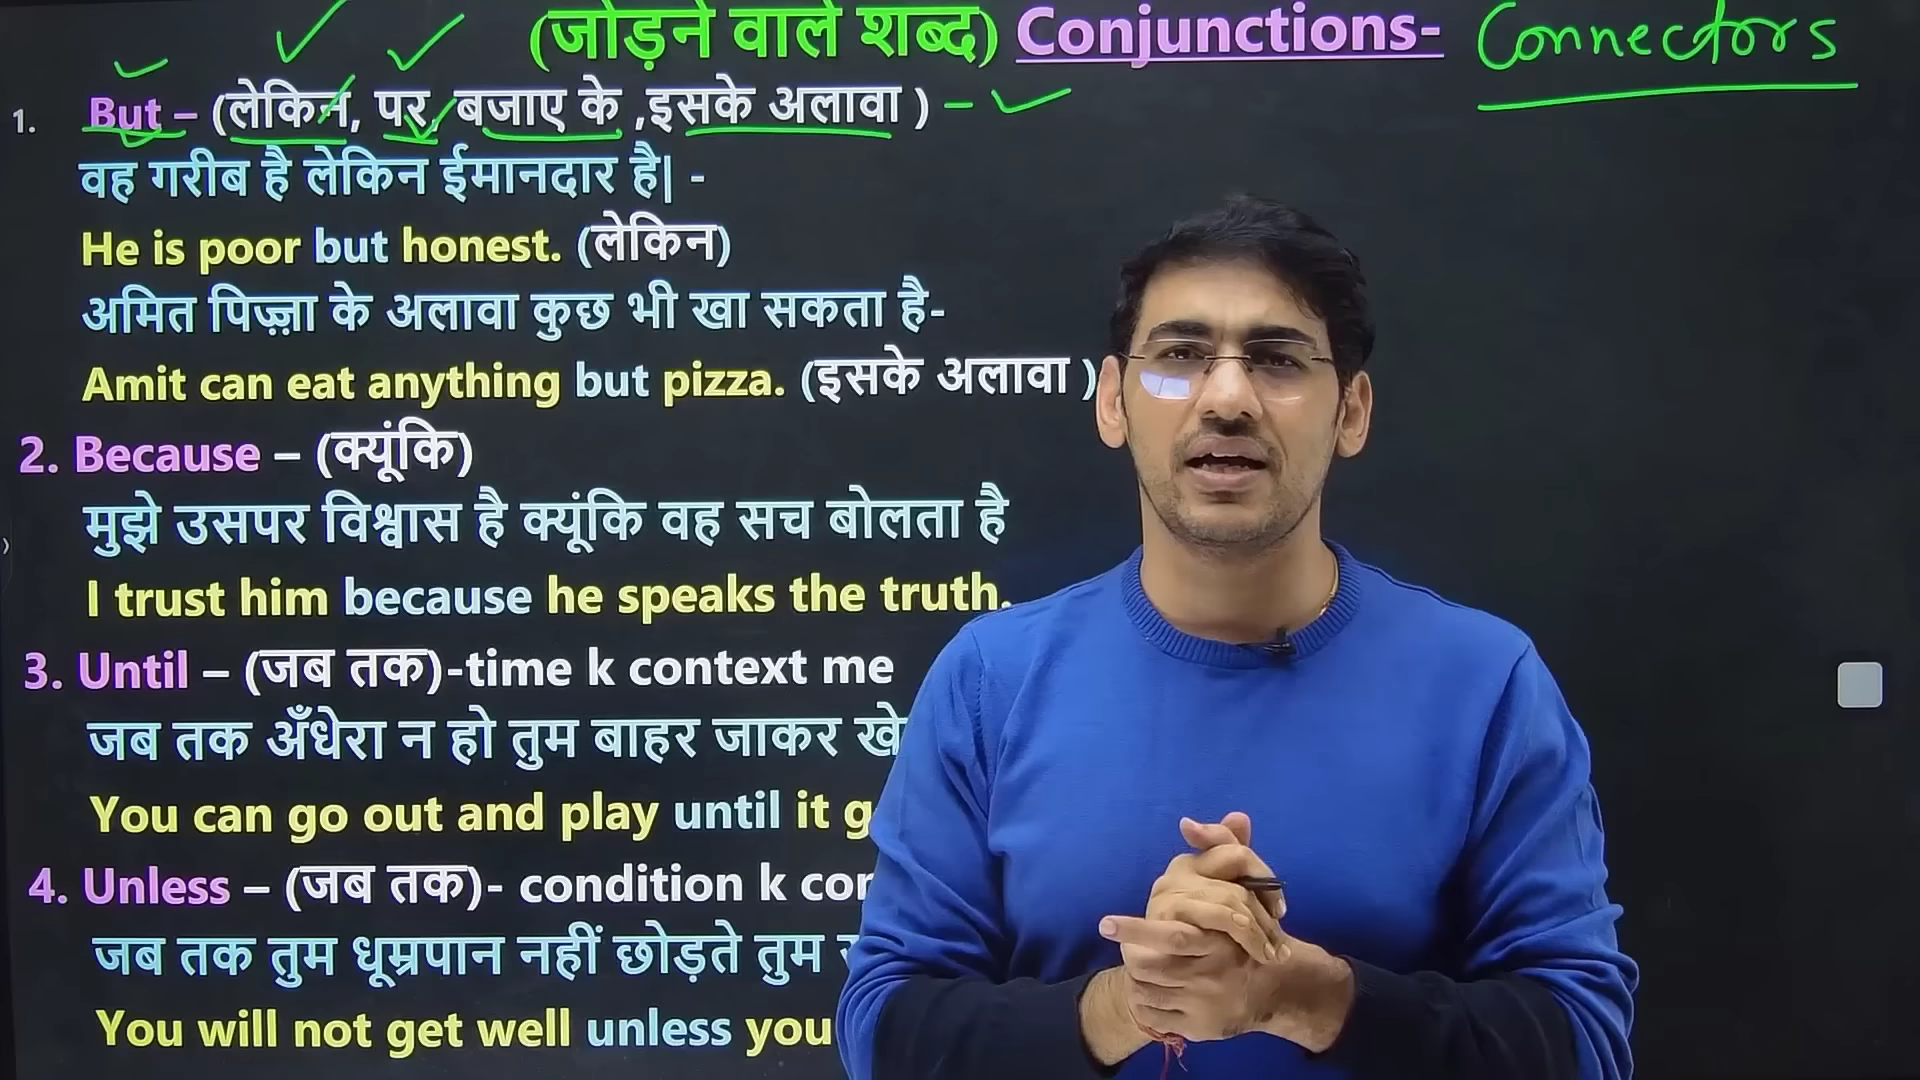 (जोड़ने वाले शब्द) Conjunctions- Connectors
1. But – (लेकिन, पर, बजाए के ,इसके अलावा ) –
वह गरीब है लेकिन ईमानदार है| -
He is poor but honest. (लेकिन)
अमित पिज़्ज़ा के अलावा कुछ भी खा सकता है-
Amit can eat anything but pizza. (इसके अलावा )
2. Because – (क्यूंकि)
मुझे उसपर विश्वास है क्यूंकि वह सच बोलता है
I trust him because he speaks the truth.
3. Until – (जब तक)-time k context me
जब तक अँधेरा न हो तुम बाहर जाकर
You can go out and play until it
4. Unless – (जब तक)- condition k
जब तक तुम धूम्रपान नहीं छोड़ते तुम
You will not get well unless you